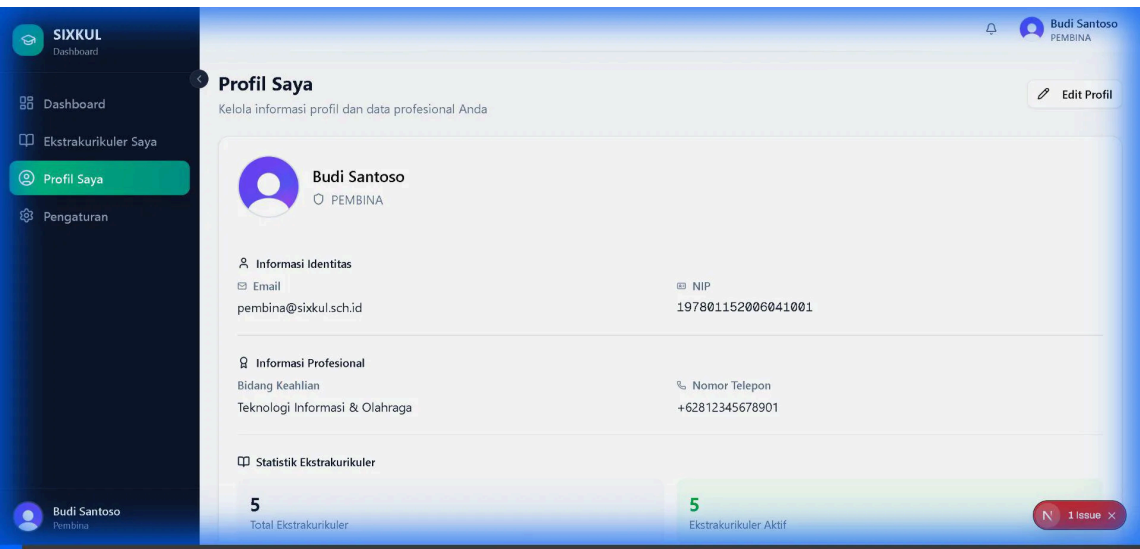 SIXKUL
Dashboard
Budi Santoso
PEMBINA
Dashboard
Ekstrakurikuler Saya
Profil Saya
Pengaturan
Profil Saya
Kelola informasi profil dan data profesional Anda
Edit Profil
Budi Santoso
PEMBINA
Informasi Identitas
Email
NIP
pembina@sixkul.sch.id
197801152006041001
Informasi Profesional
Bidang Keahlian
Nomor Telepon
Teknologi Informasi & Olahraga
+62812345678901
Statistik Ekstrakurikuler
5
Total Ekstrakurikuler
5
Ekstrakurikuler Aktif
Budi Santoso
Pembina
N 1 Issue